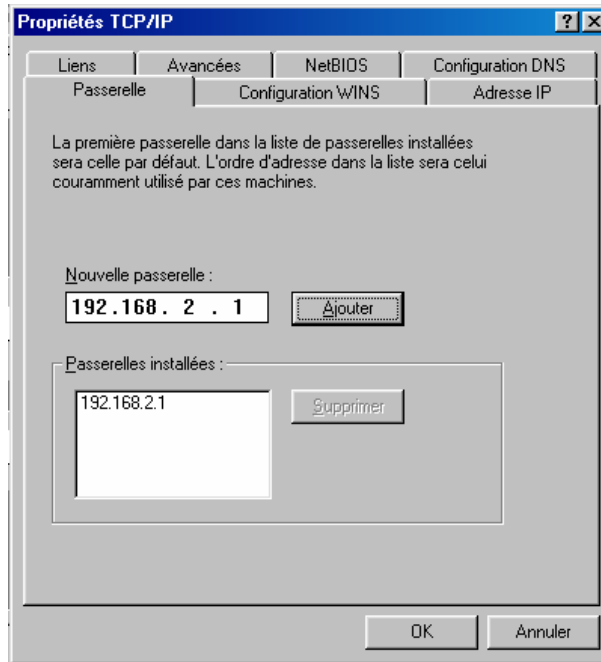 Propriétés TCP/IP
Liens Avancées NetBIOS Configuration DNS
Passerelle Configuration WINS Adresse IP
La première passerelle dans la liste de passerelles installées
sera celle par défaut. L'ordre d'adresse dans la liste sera celui
couramment utilisé par ces machines.
Nouvelle passerelle :
192.168. 2 . 1 Ajouter
Passerelles installées :
192.168.2.1 Supprimer
OK Annuler